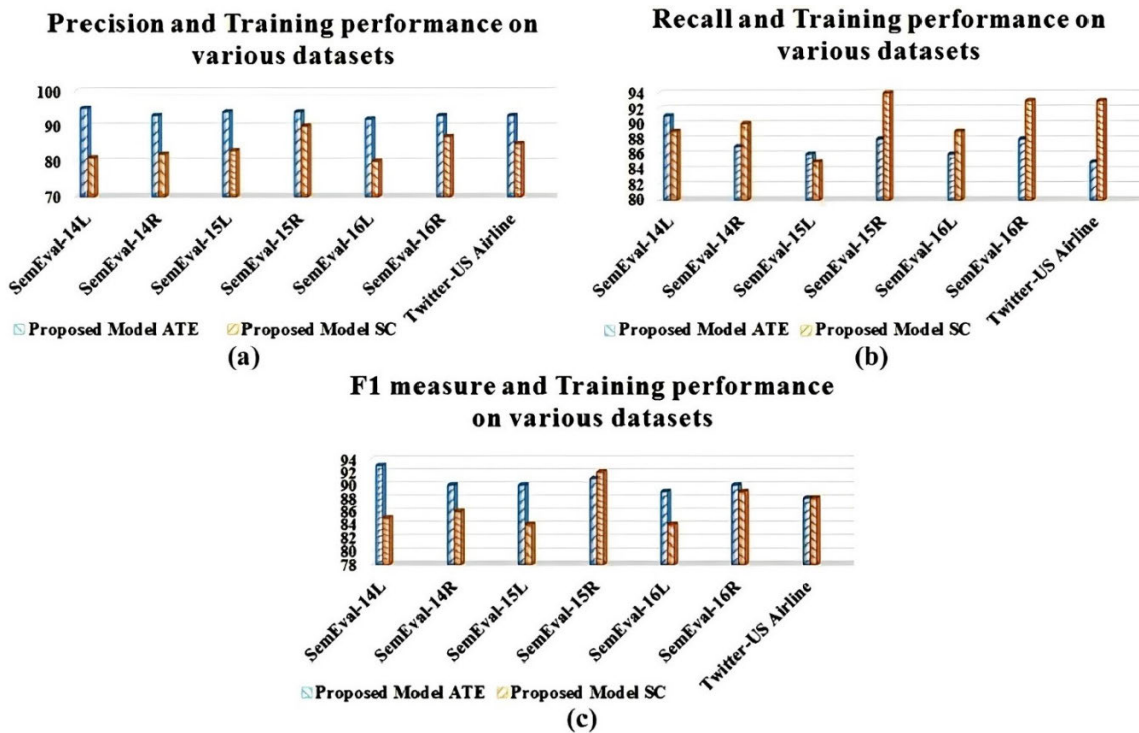 Precision and Training performance on
various datasets
100
90
80
70
SemEval-14L
SemEval-14R
SemEval-15L
SemEval-15R
SemEval-16L
SemEval-16R
Twitter-US Airline
Proposed Model ATE
Proposed Model SC
(a)
Recall and Training performance on
various datasets
94
92
90
88
86
84
82
80
SemEval-14L
SemEval-14R
SemEval-15L
SemEval-15R
SemEval-16L
SemEval-16R
Twitter-US Airline
Proposed Model ATE
Proposed Model SC
(b)
F1 measure and Training performance
on various datasets
94
92
90
88
86
84
82
80
78
SemEval-14L
SemEval-14R
SemEval-15L
SemEval-15R
SemEval-16L
SemEval-16R
Twitter-US Airline
Proposed Model ATE
Proposed Model SC
(c)